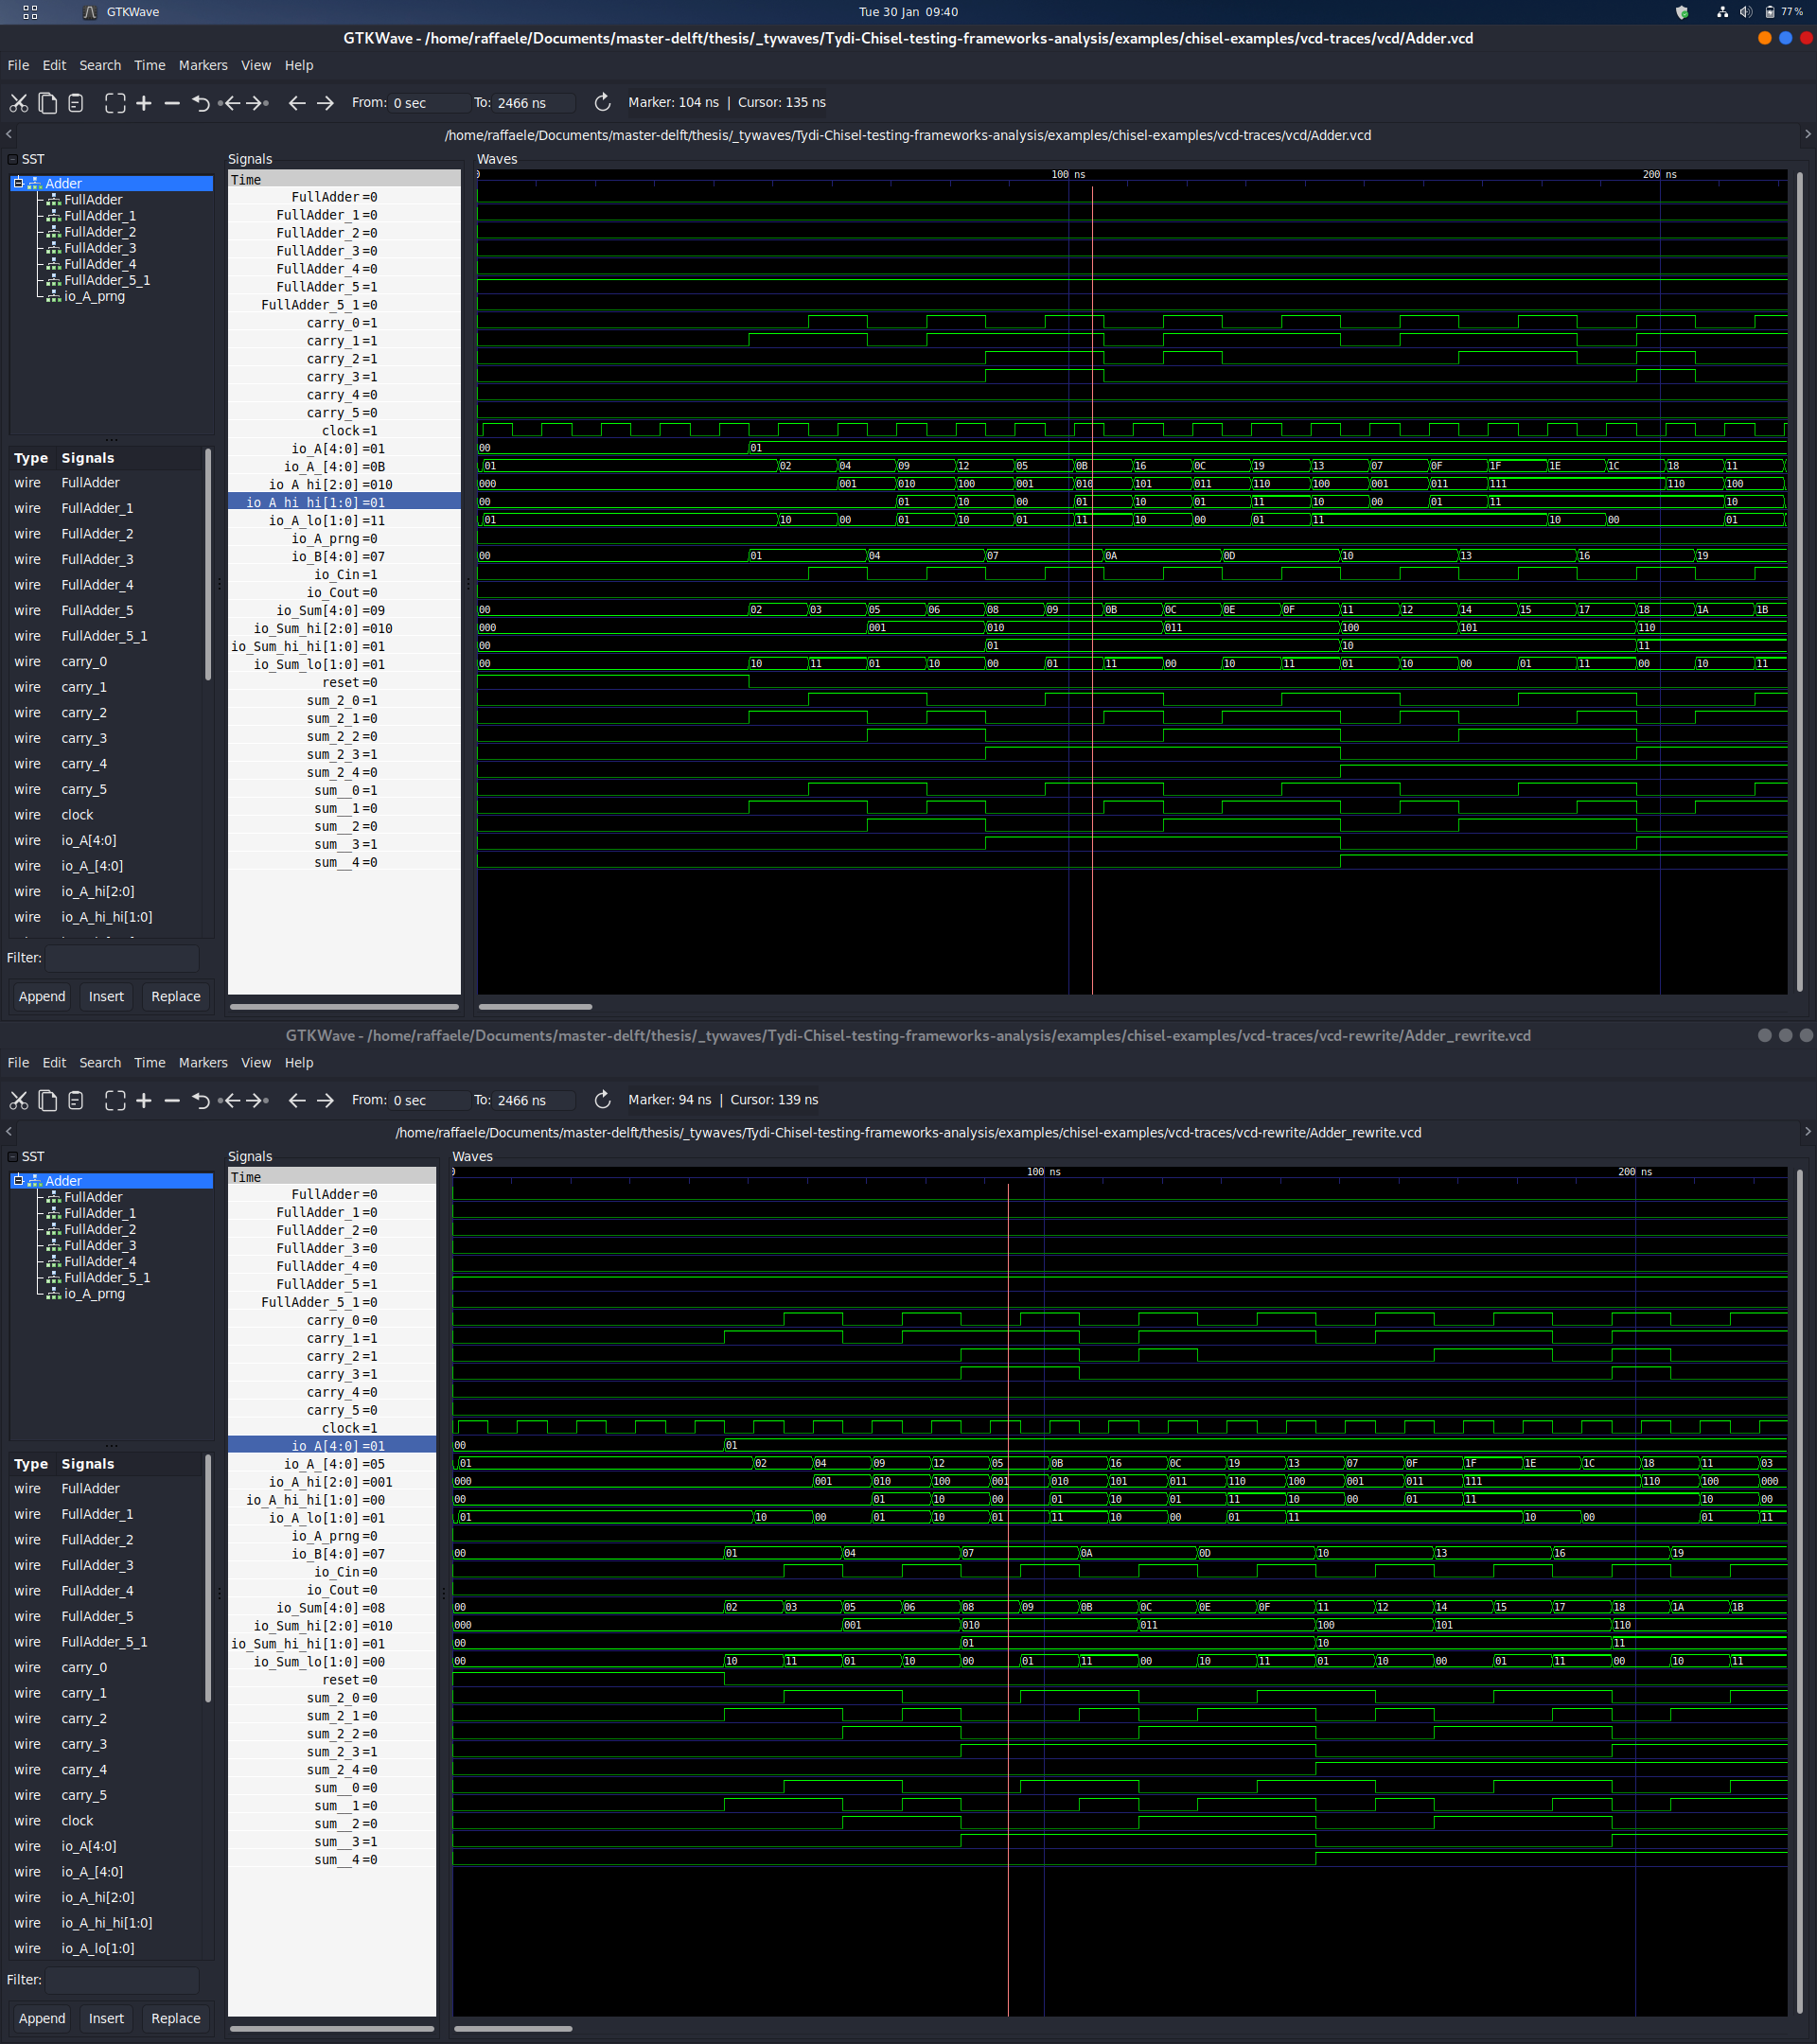 GTKWave
Tue 30 Jan 09:40
77 %
GTKWave - /home/raffaele/Documents/master-delft/thesis/_tywaves/Tydi-Chisel-testing-frameworks-analysis/examples/chisel-examples/vcd-traces/vcd/Adder.vcd
File Edit Search Time Markers View Help
From: 0 sec To: 2466 ns Marker: 104 ns | Cursor: 135 ns
/home/raffaele/Documents/master-delft/thesis/_tywaves/Tydi-Chisel-testing-frameworks-analysis/examples/chisel-examples/vcd-traces/vcd/Adder.vcd
SST
Adder
FullAdder
FullAdder_1
FullAdder_2
FullAdder_3
FullAdder_4
FullAdder_5_1
io_A_prng
Type Signals
wire FullAdder
wire FullAdder_1
wire FullAdder_2
wire FullAdder_3
wire FullAdder_4
wire FullAdder_5
wire FullAdder_5_1
wire carry_0
wire carry_1
wire carry_2
wire carry_3
wire carry_4
wire carry_5
wire clock
wire io_A[4:0]
wire io_A_[4:0]
wire io_A_hi[2:0]
wire io_A_hi_hi[1:0]
Filter:
Append Insert Replace
Signals
Time
FullAdder=0
FullAdder_1=0
FullAdder_2=0
FullAdder_3=0
FullAdder_4=0
FullAdder_5=1
FullAdder_5_1=0
carry_0=1
carry_1=1
carry_2=1
carry_3=1
carry_4=0
carry_5=0
clock=1
io_A[4:0]=01
io_A_[4:0]=0B
io_A_hi[2:0]=010
io_A_hi_hi[1:0]=01
io_A_lo[1:0]=11
io_A_prng=0
io_B[4:0]=07
io_Cin=1
io_Cout=0
io_Sum[4:0]=09
io_Sum_hi[2:0]=010
io_Sum_hi_hi[1:0]=01
io_Sum_lo[1:0]=01
reset=0
sum_2_0=1
sum_2_1=0
sum_2_2=0
sum_2_3=1
sum_2_4=0
sum__0=1
sum__1=0
sum__2=0
sum__3=1
sum__4=0
Waves
0 100 ns 200 ns
00 01
01 02 04 09 12 05 0B 16 0C 19 13 07 0F 1F 1E 1C 18 11
000 001 010 100 001 010 101 011 110 100 001 011 111 110 100
00 01 10 00 01 10 01 11 10 00 01 11 10
01 10 00 01 10 01 11 10 00 01 11 10 00 01
00 01 04 07 0A 0D 10 13 16 19
00 02 03 05 06 08 09 0B 0C 0E 0F 11 12 14 15 17 18 1A 1B
000 001 010 011 100 101 110
00 01 10 11
00 10 11 01 10 00 01 11 00 10 11 01 10 00 01 11 00 10 11
GTKWave - /home/raffaele/Documents/master-delft/thesis/_tywaves/Tydi-Chisel-testing-frameworks-analysis/examples/chisel-examples/vcd-traces/vcd-rewrite/Adder_rewrite.vcd
File Edit Search Time Markers View Help
From: 0 sec To: 2466 ns Marker: 94 ns | Cursor: 139 ns
/home/raffaele/Documents/master-delft/thesis/_tywaves/Tydi-Chisel-testing-frameworks-analysis/examples/chisel-examples/vcd-traces/vcd-rewrite/Adder_rewrite.vcd
SST
Adder
FullAdder
FullAdder_1
FullAdder_2
FullAdder_3
FullAdder_4
FullAdder_5_1
io_A_prng
Type Signals
wire FullAdder
wire FullAdder_1
wire FullAdder_2
wire FullAdder_3
wire FullAdder_4
wire FullAdder_5
wire FullAdder_5_1
wire carry_0
wire carry_1
wire carry_2
wire carry_3
wire carry_4
wire carry_5
wire clock
wire io_A[4:0]
wire io_A_[4:0]
wire io_A_hi[2:0]
wire io_A_hi_hi[1:0]
wire io_A_lo[1:0]
Filter:
Append Insert Replace
Signals
Time
FullAdder=0
FullAdder_1=0
FullAdder_2=0
FullAdder_3=0
FullAdder_4=0
FullAdder_5=1
FullAdder_5_1=0
carry_0=0
carry_1=1
carry_2=1
carry_3=1
carry_4=0
carry_5=0
clock=1
io_A[4:0]=01
io_A_[4:0]=05
io_A_hi[2:0]=001
io_A_hi_hi[1:0]=00
io_A_lo[1:0]=01
io_A_prng=0
io_B[4:0]=07
io_Cin=0
io_Cout=0
io_Sum[4:0]=08
io_Sum_hi[2:0]=010
io_Sum_hi_hi[1:0]=01
io_Sum_lo[1:0]=00
reset=0
sum_2_0=0
sum_2_1=0
sum_2_2=0
sum_2_3=1
sum_2_4=0
sum__0=0
sum__1=0
sum__2=0
sum__3=1
sum__4=0
Waves
0 100 ns 200 ns
00 01
01 02 04 09 12 05 0B 16 0C 19 13 07 0F 1F 1E 1C 18 11 03
000 001 010 100 001 010 101 011 110 100 001 011 111 110 100 000
00 01 10 00 01 10 01 11 10 00 01 11 10 00
01 10 00 01 10 01 11 10 00 01 11 10 00 01 11
00 01 04 07 0A 0D 10 13 16 19
00 02 03 05 06 08 09 0B 0C 0E 0F 11 12 14 15 17 18 1A 1B
000 001 010 011 100 101 110
00 01 10 11
00 10 11 01 10 00 01 11 00 10 11 01 10 00 01 11 00 10 11